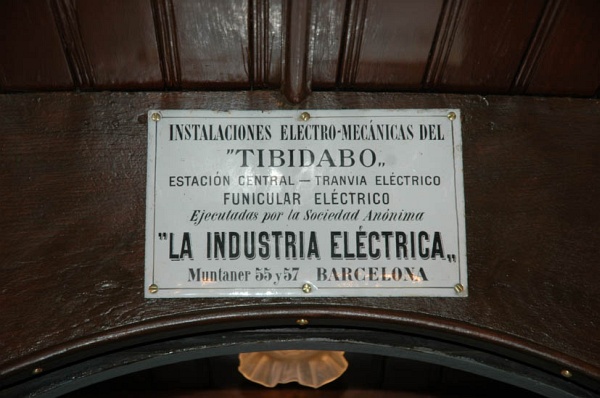 INSTALACIONES ELECTRO-MECÁNICAS DEL
"TIBIDABO„
ESTACIÓN CENTRAL — TRANVIA ELÉCTRICO
FUNICULAR ELÉCTRICO
Ejecutadas por la Sociedad Anónima
"LA INDUSTRIA ELÉCTRICA„
Muntaner 55 y 57 BARCELONA